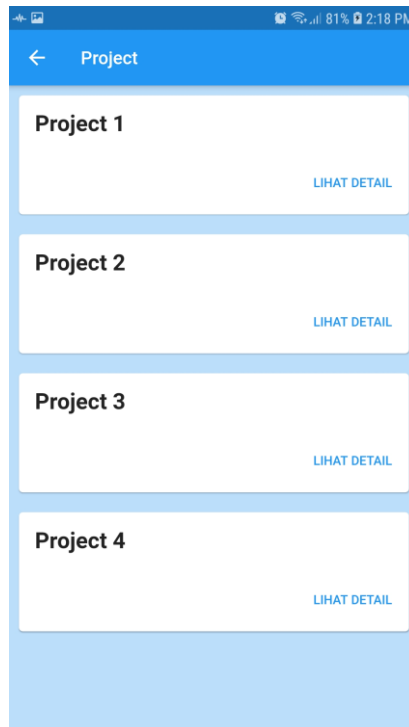 81% 2:18 PM
Project
Project 1
LIHAT DETAIL
Project 2
LIHAT DETAIL
Project 3
LIHAT DETAIL
Project 4
LIHAT DETAIL